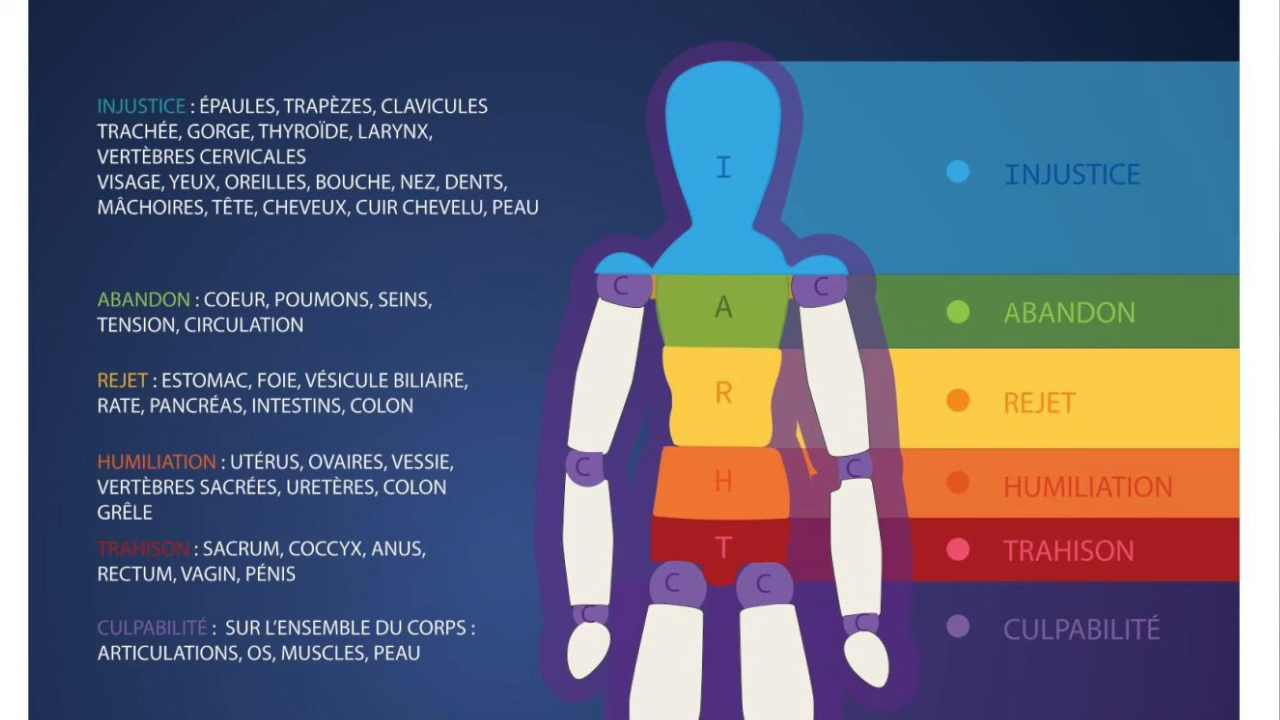 INJUSTICE : ÉPAULES, TRAPÈZES, CLAVICULES
TRACHÉE, GORGE, THYROÏDE, LARYNX,
VERTÈBRES CERVICALES
VISAGE, YEUX, OREILLES, BOUCHE, NEZ, DENTS,
MÂCHOIRES, TÊTE, CHEVEUX, CUIR CHEVELU, PEAU
ABANDON : COEUR, POUMONS, SEINS,
TENSION, CIRCULATION
REJET : ESTOMAC, FOIE, VÉSICULE BILIAIRE,
RATE, PANCRÉAS, INTESTINS, COLON
HUMILIATION : UTÉRUS, OVAIRES, VESSIE,
VERTÈBRES SACRÉES, URETÈRES, COLON
GRÊLE
TRAHISON : SACRUM, COCCYX, ANUS,
RECTUM, VAGIN, PÉNIS
CULPABILITÉ : SUR L'ENSEMBLE DU CORPS :
ARTICULATIONS, OS, MUSCLES, PEAU
I
C
C
A
R
C
C
H
T
C
C
C
C
INJUSTICE
ABANDON
REJET
HUMILIATION
TRAHISON
CULPABILITÉ